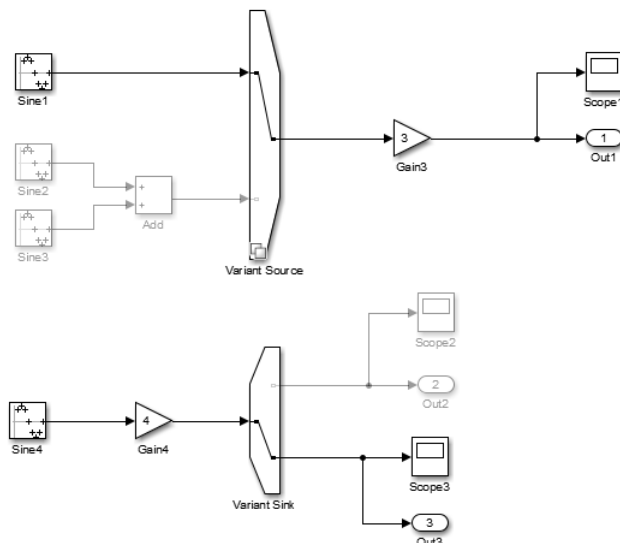 Sine1
Scope1
3
1
Gain3
Out1
Sine2
+
+
Add
Sine3
Variant Source
Scope2
2
Out2
4
Sine4
Gain4
Scope3
Variant Sink
3
Out3